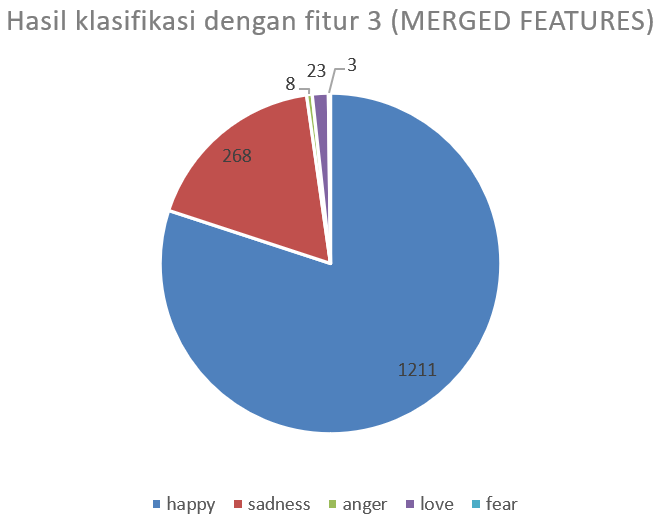 Hasil klasifikasi dengan fitur 3 (MERGED FEATURES)
8 23 3
268
1211
happy sadness anger love fear